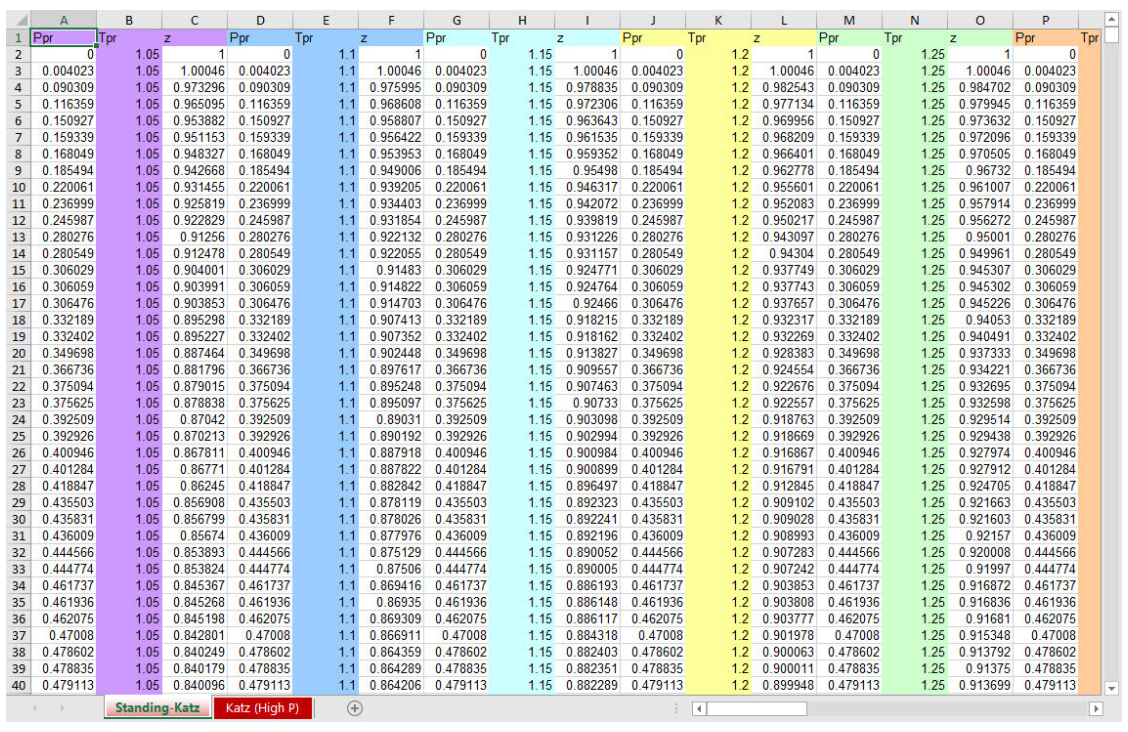 A B C D E F G H I J K L M N O P
1 Ppr Tpr z Ppr Tpr z Ppr Tpr z Ppr Tpr z Ppr Tpr z Ppr Tpr
2 0 1.05 1 0 1.1 1 0 1.15 1 0 1.2 1 0 1.25 1 0
3 0.004023 1.05 1.00046 0.004023 1.1 1.00046 0.004023 1.15 1.00046 0.004023 1.2 1.00046 0.004023 1.25 1.00046 0.004023
4 0.090309 1.05 0.973296 0.090309 1.1 0.975995 0.090309 1.15 0.978835 0.090309 1.2 0.982543 0.090309 1.25 0.984702 0.090309
5 0.116359 1.05 0.965095 0.116359 1.1 0.968608 0.116359 1.15 0.972306 0.116359 1.2 0.977134 0.116359 1.25 0.979945 0.116359
6 0.150927 1.05 0.953882 0.150927 1.1 0.958807 0.150927 1.15 0.963643 0.150927 1.2 0.969956 0.150927 1.25 0.973632 0.150927
7 0.159339 1.05 0.951153 0.159339 1.1 0.956422 0.159339 1.15 0.961535 0.159339 1.2 0.968209 0.159339 1.25 0.972096 0.159339
8 0.168049 1.05 0.948327 0.168049 1.1 0.953953 0.168049 1.15 0.959352 0.168049 1.2 0.966401 0.168049 1.25 0.970505 0.168049
9 0.185494 1.05 0.942668 0.185494 1.1 0.949006 0.185494 1.15 0.95498 0.185494 1.2 0.962778 0.185494 1.25 0.96732 0.185494
10 0.220061 1.05 0.931455 0.220061 1.1 0.939205 0.220061 1.15 0.946317 0.220061 1.2 0.955601 0.220061 1.25 0.961007 0.220061
11 0.236999 1.05 0.925819 0.236999 1.1 0.934403 0.236999 1.15 0.942072 0.236999 1.2 0.952083 0.236999 1.25 0.957914 0.236999
12 0.245987 1.05 0.922829 0.245987 1.1 0.931854 0.245987 1.15 0.939819 0.245987 1.2 0.950217 0.245987 1.25 0.956272 0.245987
13 0.280276 1.05 0.91256 0.280276 1.1 0.922132 0.280276 1.15 0.931226 0.280276 1.2 0.943097 0.280276 1.25 0.95001 0.280276
14 0.280549 1.05 0.912478 0.280549 1.1 0.922055 0.280549 1.15 0.931157 0.280549 1.2 0.94304 0.280549 1.25 0.949961 0.280549
15 0.306029 1.05 0.904001 0.306029 1.1 0.91483 0.306029 1.15 0.924771 0.306029 1.2 0.937749 0.306029 1.25 0.945307 0.306029
16 0.306059 1.05 0.903991 0.306059 1.1 0.914822 0.306059 1.15 0.924764 0.306059 1.2 0.937743 0.306059 1.25 0.945302 0.306059
17 0.306476 1.05 0.903853 0.306476 1.1 0.914703 0.306476 1.15 0.92466 0.306476 1.2 0.937657 0.306476 1.25 0.945226 0.306476
18 0.332189 1.05 0.895298 0.332189 1.1 0.907413 0.332189 1.15 0.918215 0.332189 1.2 0.932317 0.332189 1.25 0.94053 0.332189
19 0.332402 1.05 0.895227 0.332402 1.1 0.907352 0.332402 1.15 0.918162 0.332402 1.2 0.932269 0.332402 1.25 0.940491 0.332402
20 0.349698 1.05 0.887464 0.349698 1.1 0.902448 0.349698 1.15 0.913827 0.349698 1.2 0.928383 0.349698 1.25 0.937333 0.349698
21 0.366736 1.05 0.881796 0.366736 1.1 0.897617 0.366736 1.15 0.909557 0.366736 1.2 0.924554 0.366736 1.25 0.934221 0.366736
22 0.375094 1.05 0.879015 0.375094 1.1 0.895248 0.375094 1.15 0.907463 0.375094 1.2 0.922676 0.375094 1.25 0.932695 0.375094
23 0.375625 1.05 0.878838 0.375625 1.1 0.895097 0.375625 1.15 0.90733 0.375625 1.2 0.922557 0.375625 1.25 0.932598 0.375625
24 0.392509 1.05 0.87042 0.392509 1.1 0.89031 0.392509 1.15 0.903098 0.392509 1.2 0.918763 0.392509 1.25 0.929514 0.392509
25 0.392926 1.05 0.870213 0.392926 1.1 0.890192 0.392926 1.15 0.902994 0.392926 1.2 0.918669 0.392926 1.25 0.929438 0.392926
26 0.400946 1.05 0.867811 0.400946 1.1 0.887918 0.400946 1.15 0.900984 0.400946 1.2 0.916867 0.400946 1.25 0.927974 0.400946
27 0.401284 1.05 0.86771 0.401284 1.1 0.887822 0.401284 1.15 0.900899 0.401284 1.2 0.916791 0.401284 1.25 0.927912 0.401284
28 0.418847 1.05 0.86245 0.418847 1.1 0.882842 0.418847 1.15 0.896497 0.418847 1.2 0.912845 0.418847 1.25 0.924705 0.418847
29 0.435503 1.05 0.856908 0.435503 1.1 0.878119 0.435503 1.15 0.892323 0.435503 1.2 0.909102 0.435503 1.25 0.921663 0.435503
30 0.435831 1.05 0.856799 0.435831 1.1 0.878026 0.435831 1.15 0.892241 0.435831 1.2 0.909028 0.435831 1.25 0.921603 0.435831
31 0.436009 1.05 0.85674 0.436009 1.1 0.877976 0.436009 1.15 0.892196 0.436009 1.2 0.908993 0.436009 1.25 0.92157 0.436009
32 0.444566 1.05 0.853893 0.444566 1.1 0.875129 0.444566 1.15 0.890052 0.444566 1.2 0.907283 0.444566 1.25 0.920008 0.444566
33 0.444774 1.05 0.853824 0.444774 1.1 0.87506 0.444774 1.15 0.890005 0.444774 1.2 0.907242 0.444774 1.25 0.91997 0.444774
34 0.461737 1.05 0.845367 0.461737 1.1 0.869416 0.461737 1.15 0.886193 0.461737 1.2 0.903853 0.461737 1.25 0.916872 0.461737
35 0.461936 1.05 0.845268 0.461936 1.1 0.86935 0.461936 1.15 0.886148 0.461936 1.2 0.903808 0.461936 1.25 0.916836 0.461936
36 0.462075 1.05 0.845198 0.462075 1.1 0.869309 0.462075 1.15 0.886117 0.462075 1.2 0.903777 0.462075 1.25 0.91681 0.462075
37 0.47008 1.05 0.842801 0.47008 1.1 0.866911 0.47008 1.15 0.884318 0.47008 1.2 0.901978 0.47008 1.25 0.915348 0.47008
38 0.478602 1.05 0.840249 0.478602 1.1 0.864359 0.478602 1.15 0.882403 0.478602 1.2 0.900063 0.478602 1.25 0.913792 0.478602
39 0.478835 1.05 0.840179 0.478835 1.1 0.864289 0.478835 1.15 0.882351 0.478835 1.2 0.900011 0.478835 1.25 0.91375 0.478835
40 0.479113 1.05 0.840096 0.479113 1.1 0.864206 0.479113 1.15 0.882289 0.479113 1.2 0.899948 0.479113 1.25 0.913699 0.479113
Standing-Katz Katz (High P)